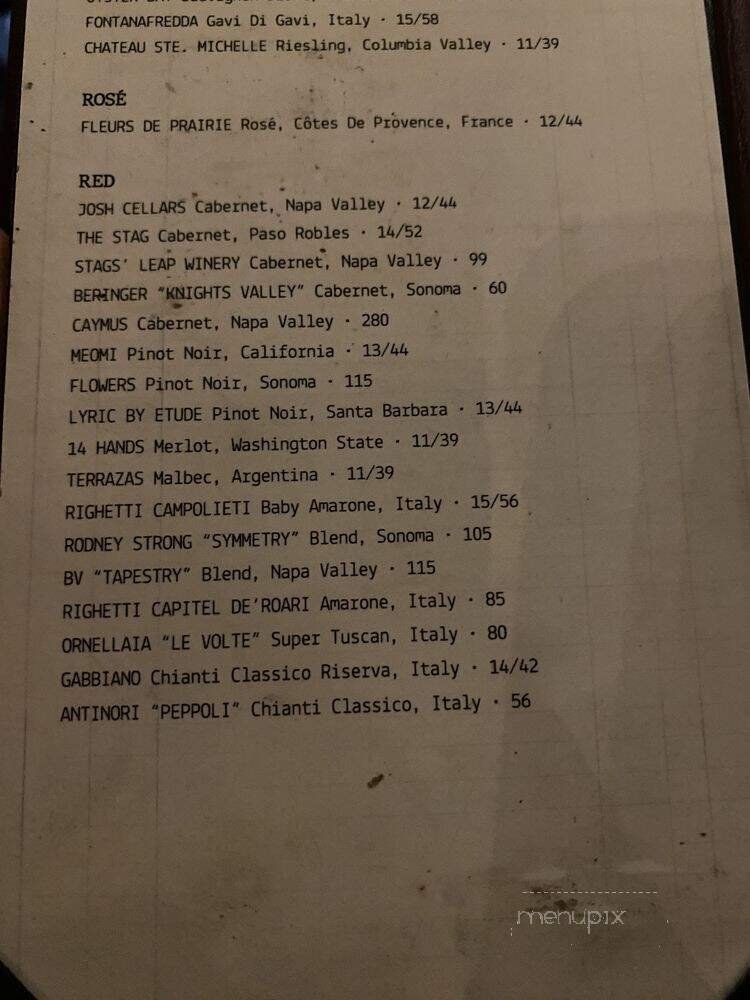 FONTANAFREDDA Gavi Di Gavi, Italy · 15/58
CHATEAU STE. MICHELLE Riesling, Columbia Valley · 11/39
ROSÉ
FLEURS DE PRAIRIE Rosé, Côtes De Provence, France · 12/44
RED
JOSH CELLARS Cabernet, Napa Valley · 12/44
THE STAG Cabernet, Paso Robles · 14/52
STAGS' LEAP WINERY Cabernet, Napa Valley · 99
BERINGER "KNIGHTS VALLEY" Cabernet, Sonoma · 60
CAYMUS Cabernet, Napa Valley · 280
MEOMI Pinot Noir, California · 13/44
FLOWERS Pinot Noir, Sonoma · 115
LYRIC BY ETUDE Pinot Noir, Santa Barbara · 13/44
14 HANDS Merlot, Washington State · 11/39
TERRAZAS Malbec, Argentina · 11/39
RIGHETTI CAMPOLIETI Baby Amarone, Italy · 15/56
RODNEY STRONG "SYMMETRY" Blend, Sonoma · 105
BV "TAPESTRY" Blend, Napa Valley · 115
RIGHETTI CAPITEL DE'ROARI Amarone, Italy · 85
ORNELLAIA "LE VOLTE" Super Tuscan, Italy · 80
GABBIANO Chianti Classico Riserva, Italy · 14/42
ANTINORI "PEPPOLI" Chianti Classico, Italy · 56
menupix